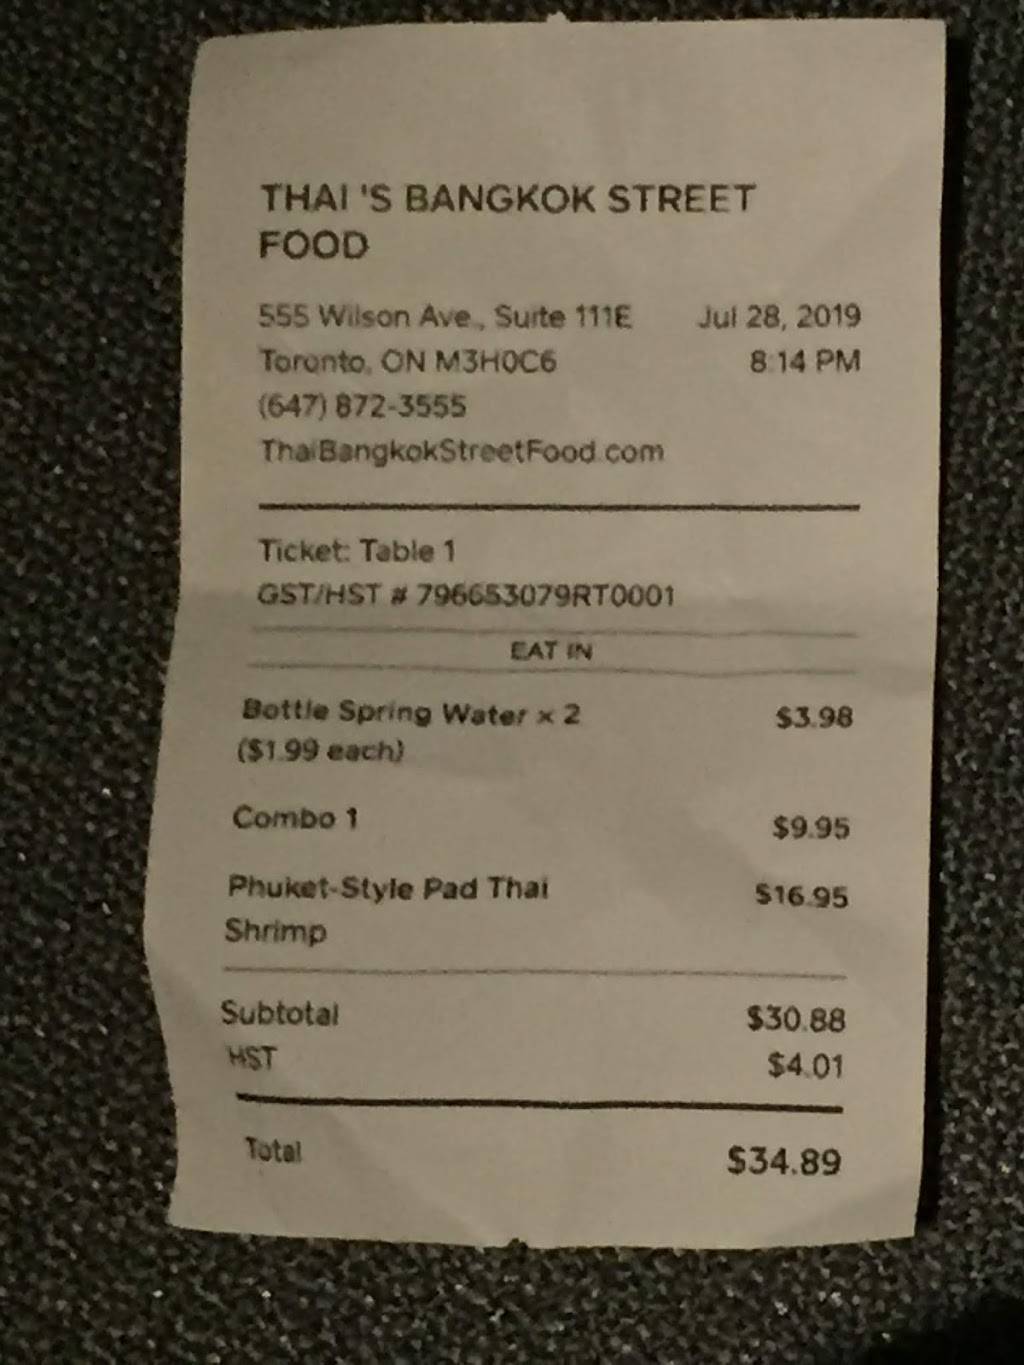 THAI 'S BANGKOK STREET
FOOD
555 Wilson Ave., Suite 111E Jul 28, 2019
Toronto, ON M3H0C6 8:14 PM
(647) 872-3555
ThaiBangkokStreetFood.com
Ticket: Table 1
GST/HST # 796653079RT0001
EAT IN
Bottle Spring Water x 2 $3.98
($1.99 each)
Combo 1 $9.95
Phuket-Style Pad Thai $16.95
Shrimp
Subtotal $30.88
HST $4.01
Total $34.89